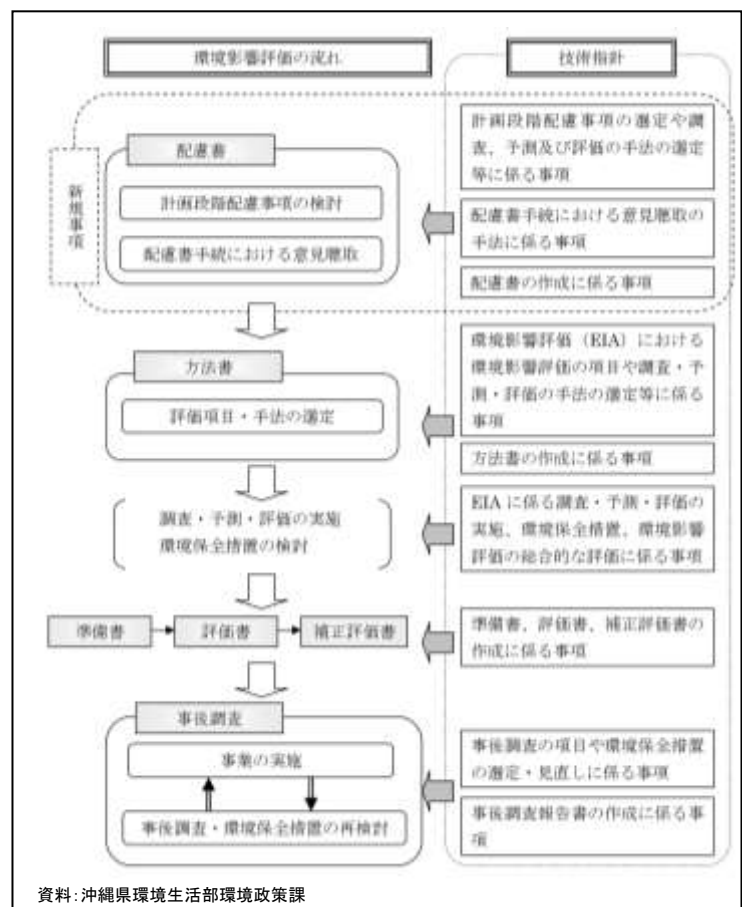 環境影響評価の流れ
技術指針
新規事項
配慮書
計画段階配慮事項の検討
配慮書手続における意見聴取
計画段階配慮事項の選定や調
査、予測及び評価の手法の選定
等に係る事項
配慮書手続における意見聴取の
手法に係る事項
配慮書の作成に係る事項
方法書
評価項目・手法の選定
環境影響評価（EIA）における
環境影響評価の項目や調査・予
測・評価の手法の選定等に係る
事項
方法書の作成に係る事項
調査・予測・評価の実施
環境保全措置の検討
EIAに係る調査・予測・評価の
実施、環境保全措置、環境影響
評価の総合的な評価に係る事項
準備書
評価書
補正評価書
準備書、評価書、補正評価書の
作成に係る事項
事後調査
事業の実施
事後調査・環境保全措置の再検討
事後調査の項目や環境保全措置
の選定・見直しに係る事項
事後調査報告書の作成に係る事
項
資料：沖縄県環境生活部環境政策課